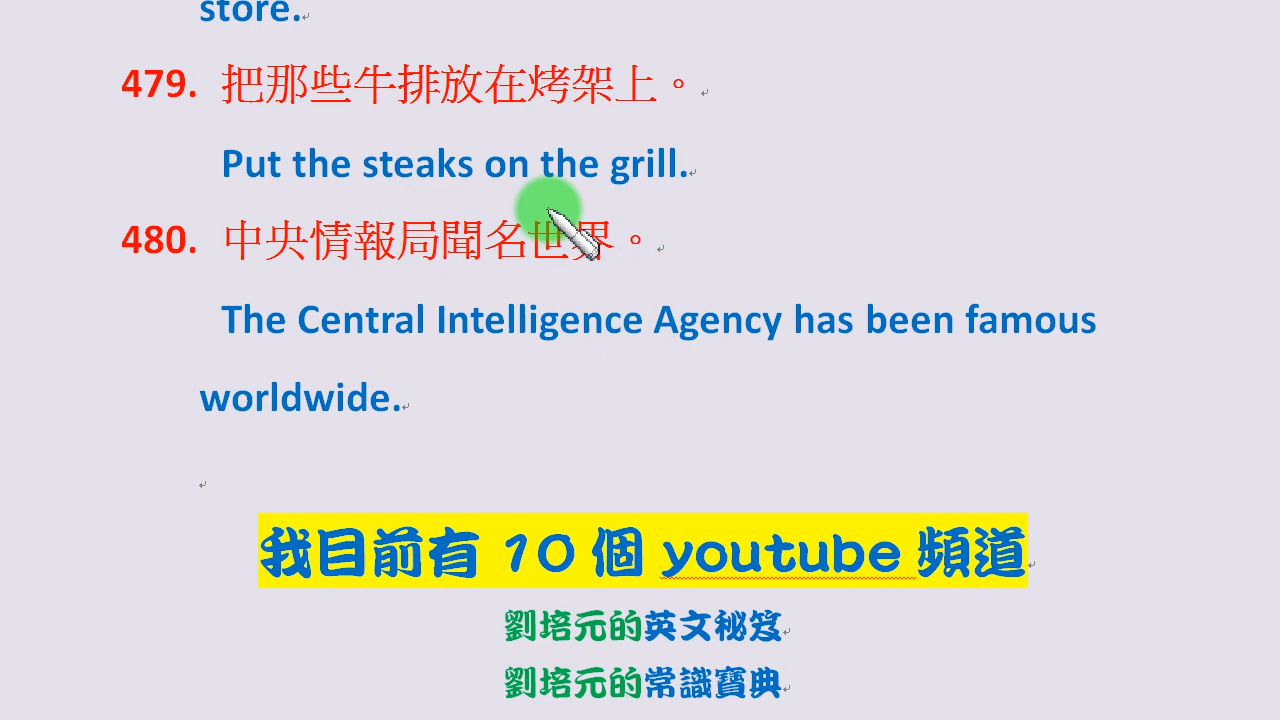 store.
479. 把那些牛排放在烤架上。
Put the steaks on the grill.
480. 中央情報局聞名世界。
The Central Intelligence Agency has been famous
worldwide.
我目前有 10 個 youtube 頻道
劉培元的英文秘笈
劉培元的常識寶典